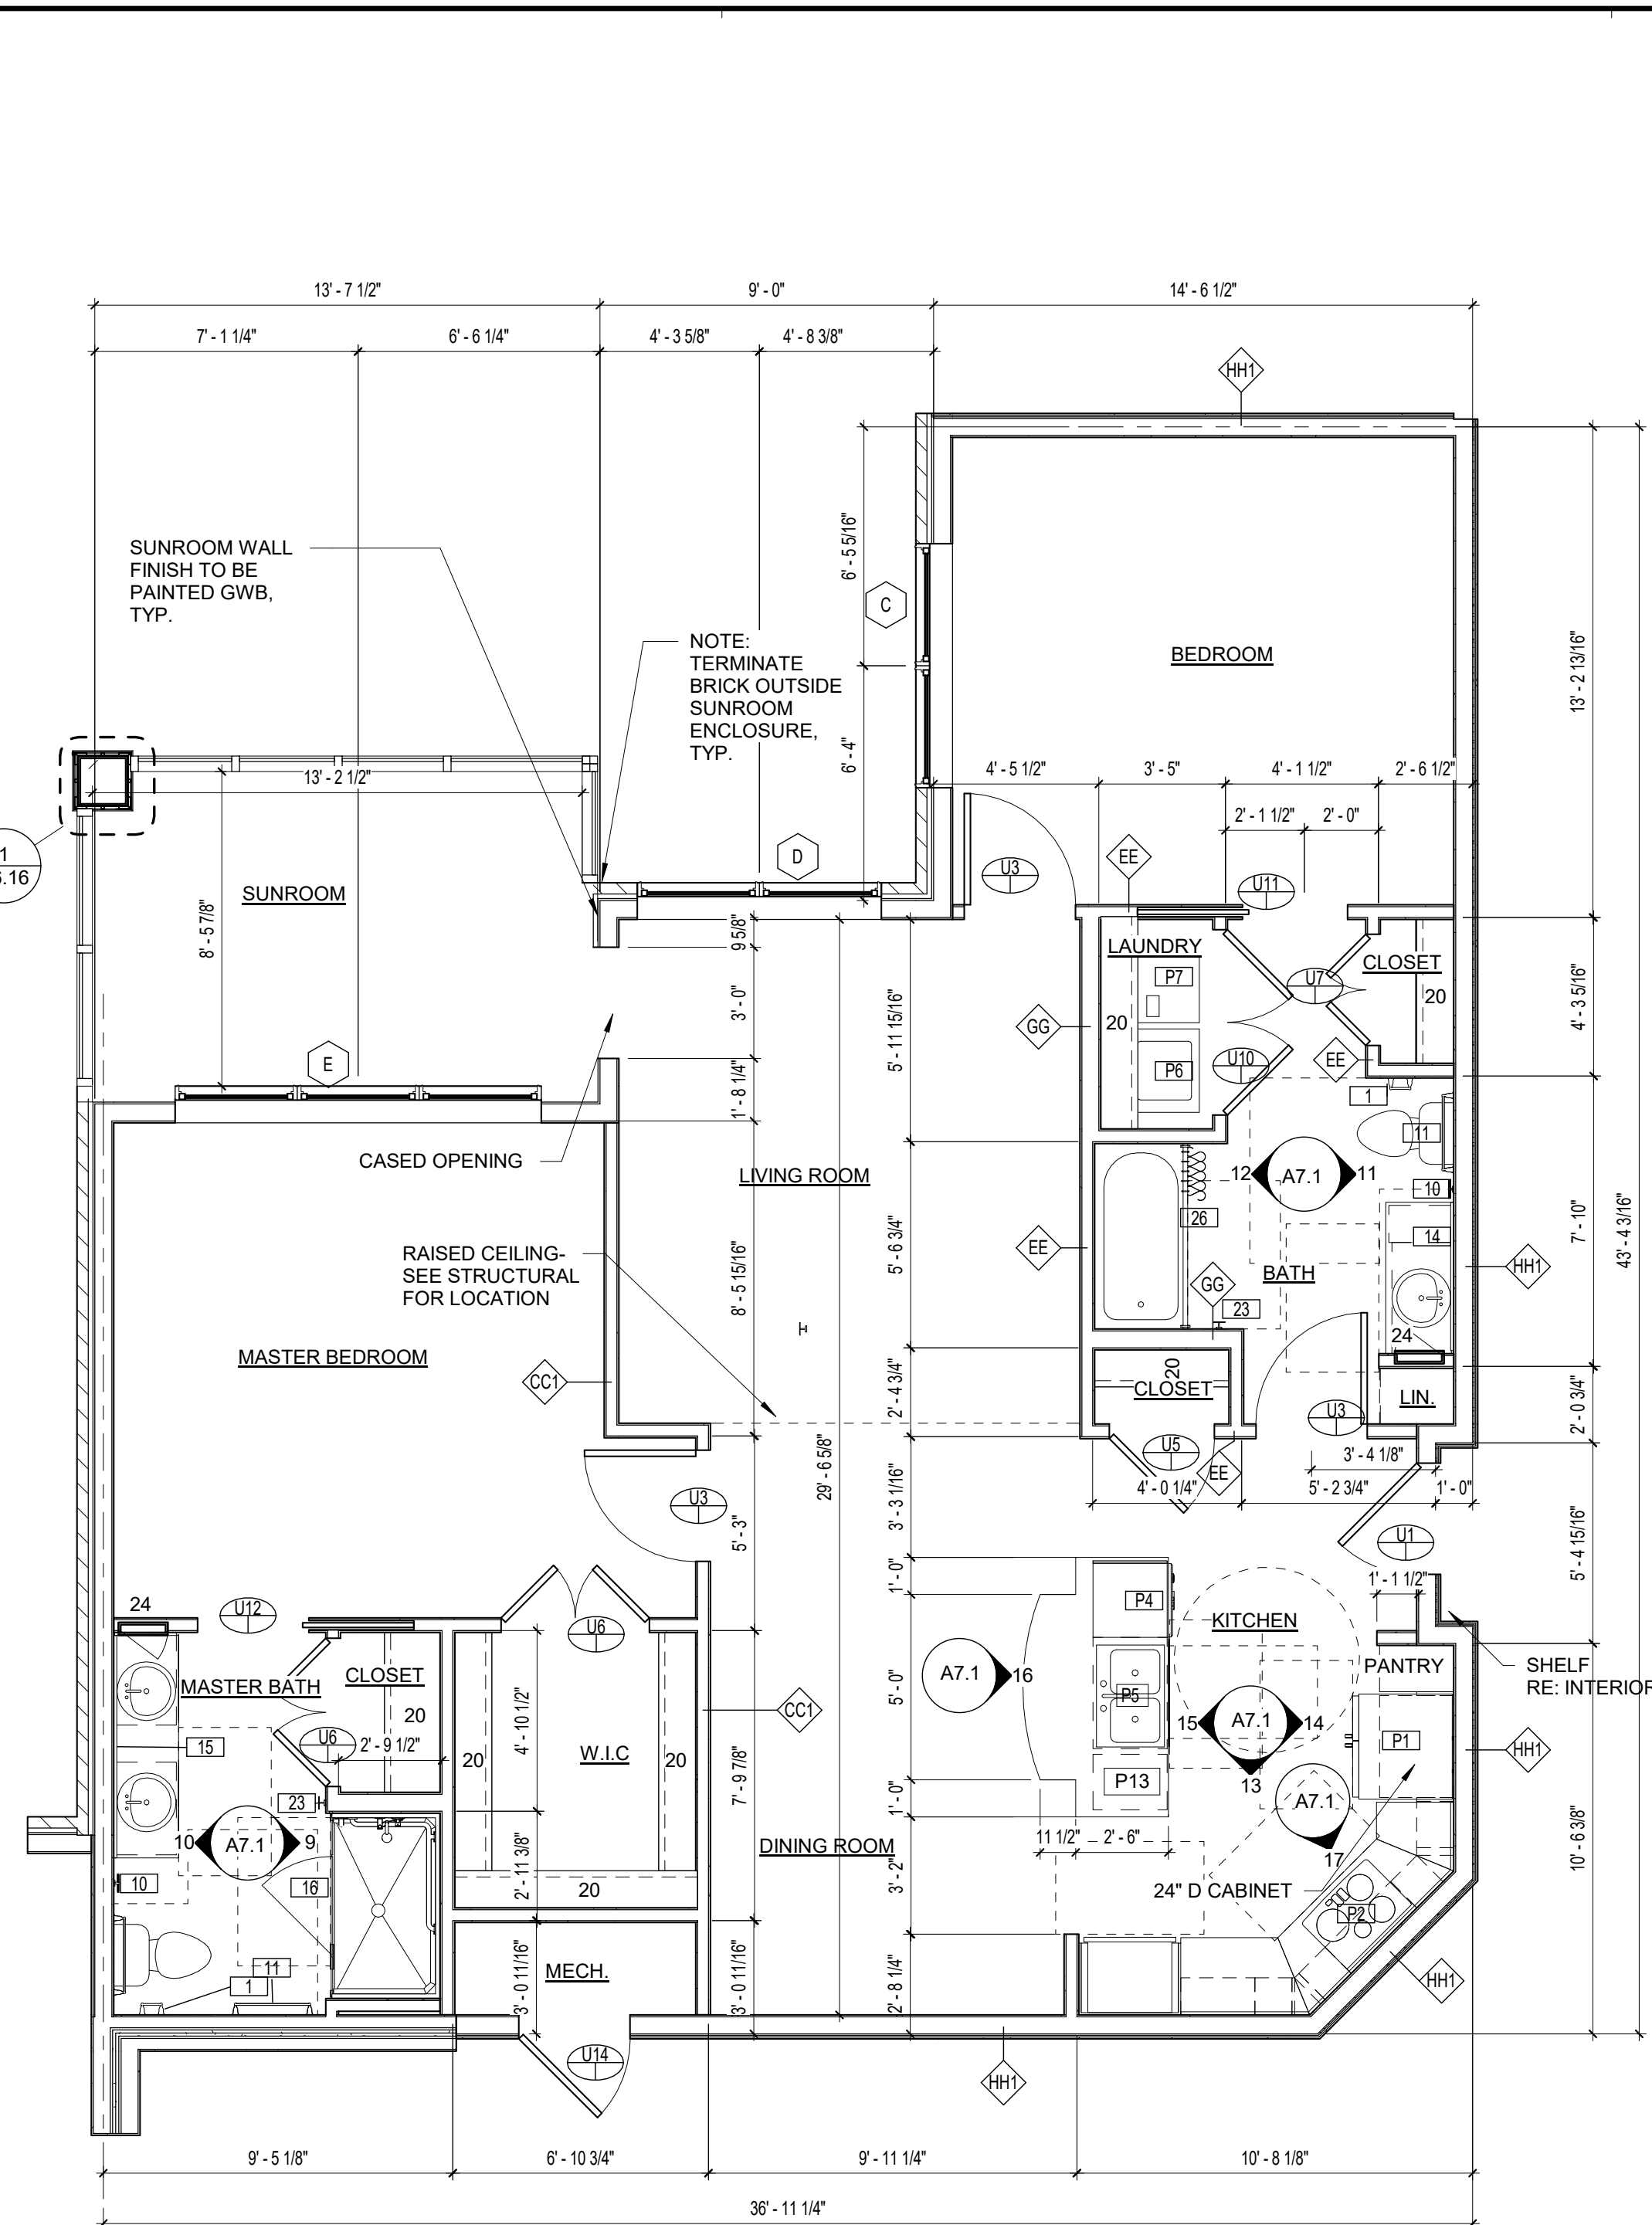 13' - 7 1/2"
9' - 0"
14' - 6 1/2"
7' - 1 1/4"
6' - 6 1/4"
4' - 3 5/8"
4' - 8 3/8"
HH1
SUNROOM WALL
FINISH TO BE
PAINTED GWB,
TYP.
6' - 5 5/16"
C
NOTE:
TERMINATE
BRICK OUTSIDE
SUNROOM
ENCLOSURE,
TYP.
BEDROOM
13' - 2 13/16"
6' - 4"
13' - 2 1/2"
4' - 5 1/2"
3' - 5"
4' - 1 1/2"
2' - 6 1/2"
2' - 1 1/2"
2' - 0"
1
6.16
D
EE
U3
U11
SUNROOM
8' - 5 7/8"
9 5/8"
LAUNDRY
CLOSET
P7
U7
20
20
3' - 0"
5' - 11 15/16"
4' - 3 5/16"
GG
E
U10
EE
P6
1' - 8 1/4"
1
11
CASED OPENING
LIVING ROOM
12
A7.1
11
10
26
14
5' - 6 3/4"
7' - 10"
43' - 4 3/16"
EE
RAISED CEILING-
SEE STRUCTURAL
FOR LOCATION
8' - 5 15/16"
BATH
HH1
GG
23
24
MASTER BEDROOM
CC1
20
CLOSET
LIN.
2' - 4 3/4"
2' - 0 3/4"
U3
U5
3' - 4 1/8"
EE
29' - 6 5/8"
4' - 0 1/4"
5' - 2 3/4"
1' - 0"
3' - 3 1/16"
U3
5' - 3"
U1
5' - 4 15/16"
1' - 0"
1' - 1 1/2"
24
U12
P4
KITCHEN
U6
A7.1
16
PANTRY
SHELF
RE: INTERIOR
MASTER BATH
CLOSET
20
5' - 0"
P5
4' - 10 1/2"
CC1
15
A7.1
14
P1
HH1
15
U6
2' - 9 1/2"
20
W.I.C
20
P13
13
A7.1
23
7' - 9 7/8"
1' - 0"
10
A7.1
9
11 1/2"
2' - 6"
DINING ROOM
17
10' - 6 3/8"
2' - 11 3/8"
3' - 2"
10
16
20
24" D CABINET
P2
11
1
MECH.
3' - 0 11/16"
3' - 0 11/16"
2' - 8 1/4"
HH1
U14
HH1
9' - 5 1/8"
6' - 10 3/4"
9' - 11 1/4"
10' - 8 1/8"
36' - 11 1/4"